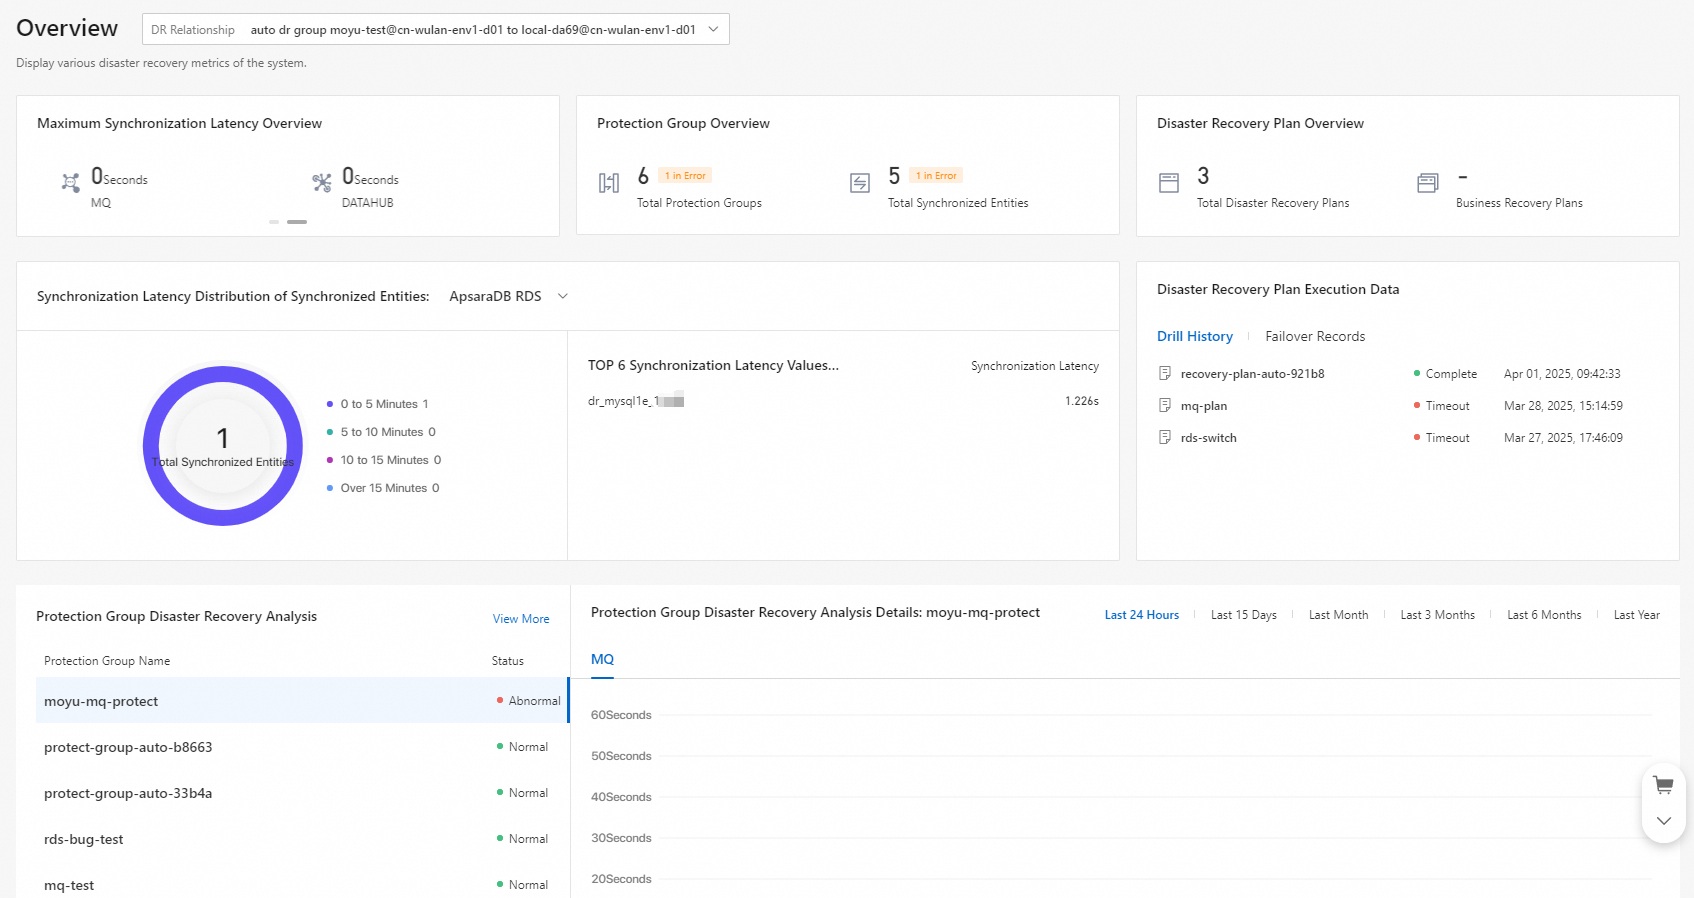 Overview
DR Relationship auto dr group moyu-test@cn-wulan-env1-d01 to local-da69@cn-wulan-env1-d01
Display various disaster recovery metrics of the system.
Maximum Synchronization Latency Overview
0Seconds
MQ
0Seconds
DATAHUB
Protection Group Overview
6 1 in Error
Total Protection Groups
5 1 in Error
Total Synchronized Entities
Disaster Recovery Plan Overview
3
Total Disaster Recovery Plans
-
Business Recovery Plans
Synchronization Latency Distribution of Synchronized Entities: ApsaraDB RDS
1
Total Synchronized Entities
0 to 5 Minutes 1
5 to 10 Minutes 0
10 to 15 Minutes 0
Over 15 Minutes 0
TOP 6 Synchronization Latency Values... Synchronization Latency
dr_mysql1e_1 1.226s
Disaster Recovery Plan Execution Data
Drill History Failover Records
recovery-plan-auto-921b8 Complete Apr 01, 2025, 09:42:33
mq-plan Timeout Mar 28, 2025, 15:14:59
rds-switch Timeout Mar 27, 2025, 17:46:09
Protection Group Disaster Recovery Analysis View More
Protection Group Name Status
moyu-mq-protect Abnormal
protect-group-auto-b8663 Normal
protect-group-auto-33b4a Normal
rds-bug-test Normal
mq-test Normal
Protection Group Disaster Recovery Analysis Details: moyu-mq-protect Last 24 Hours Last 15 Days Last Month Last 3 Months Last 6 Months Last Year
MQ
60Seconds
50Seconds
40Seconds
30Seconds
20Seconds